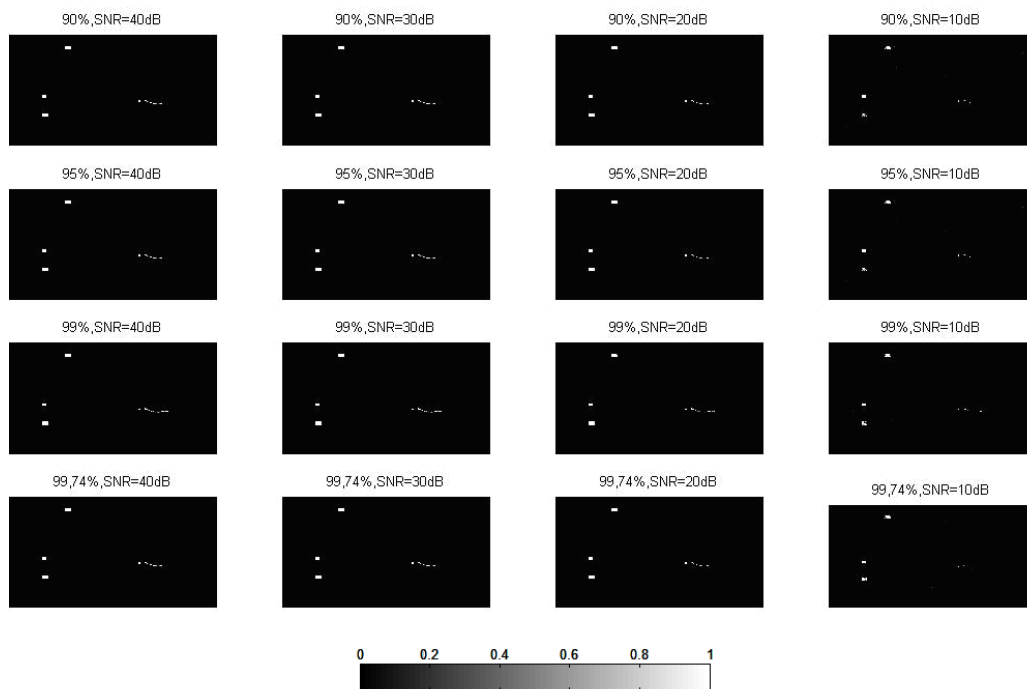 90%,SNR=40dB
90%,SNR=30dB
90%,SNR=20dB
90%,SNR=10dB
95%,SNR=40dB
95%,SNR=30dB
95%,SNR=20dB
95%,SNR=10dB
99%,SNR=40dB
99%,SNR=30dB
99%,SNR=20dB
99%,SNR=10dB
99,74%,SNR=40dB
99,74%,SNR=30dB
99,74%,SNR=20dB
99,74%,SNR=10dB
0 0.2 0.4 0.6 0.8 1